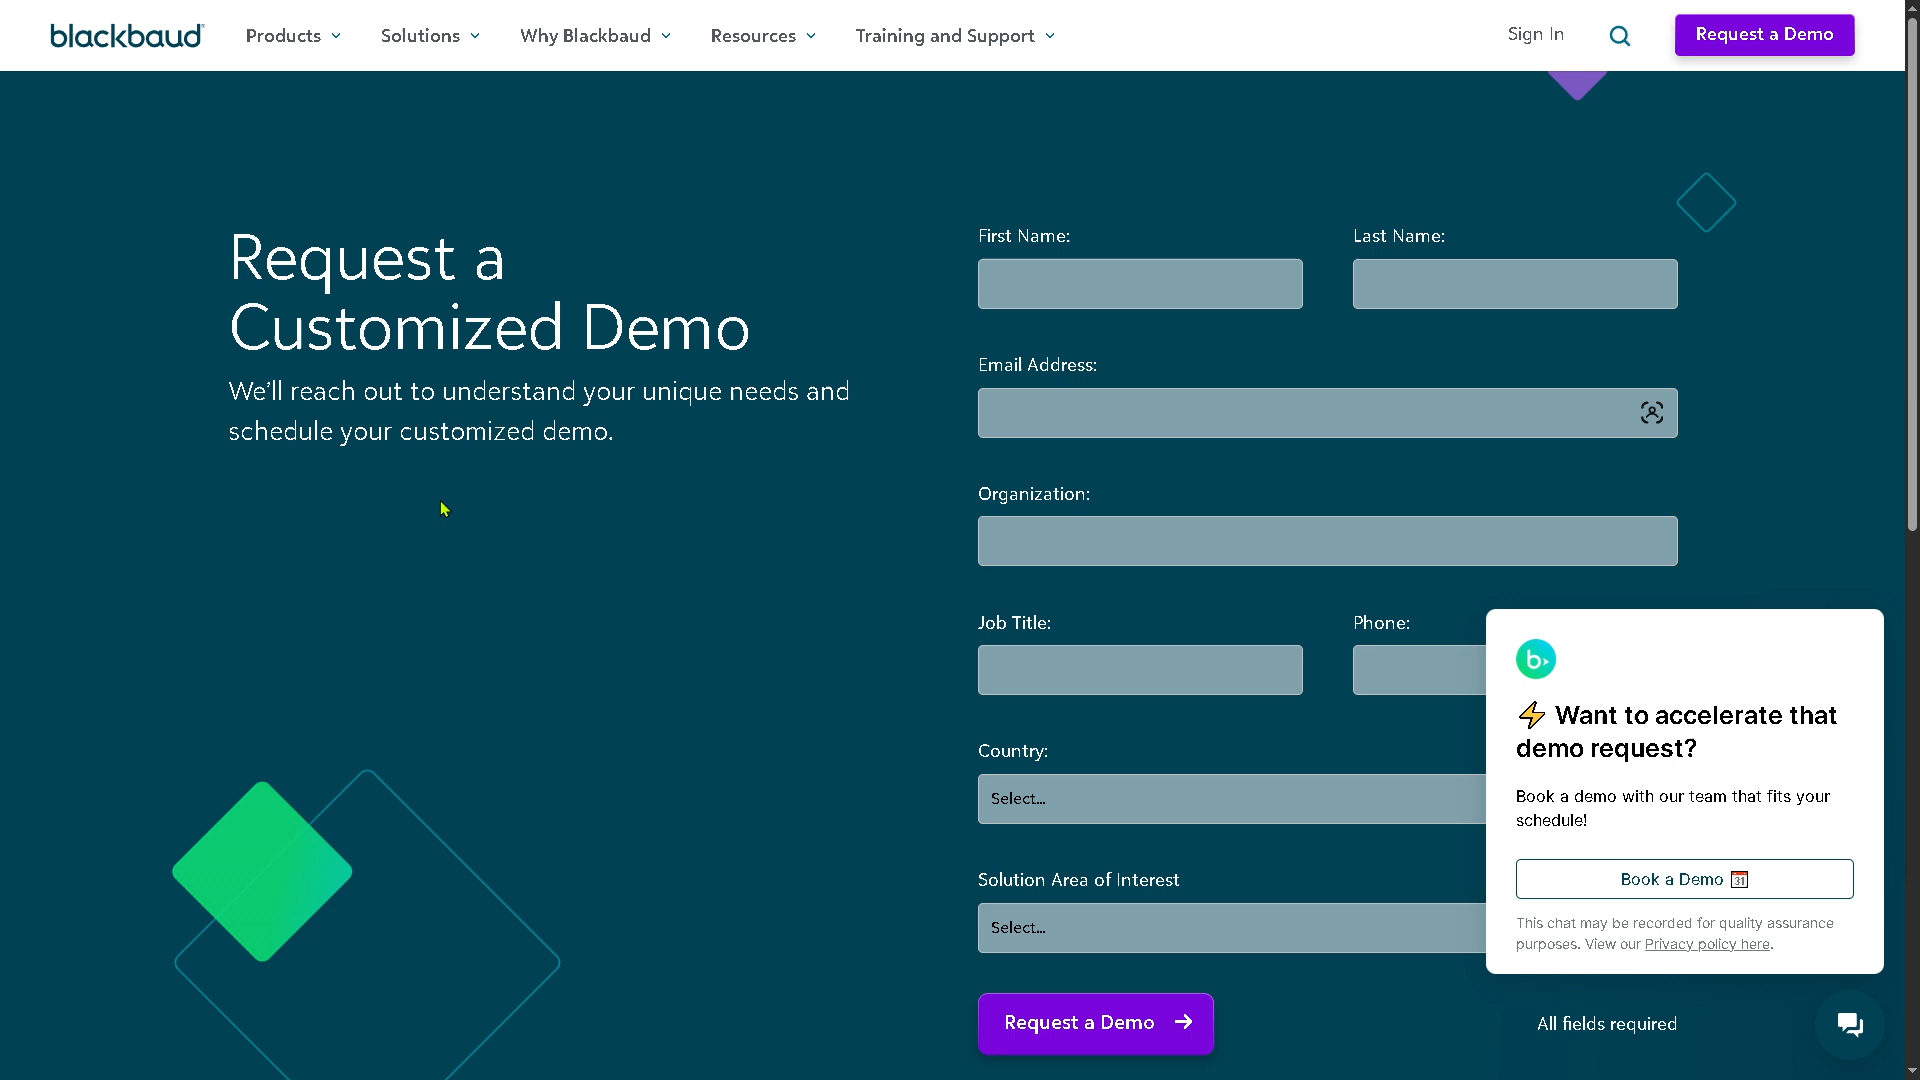 blackbaud
Products
Solutions
Why Blackbaud
Resources
Training and Support
Sign In
Request a Demo
Request a
Customized Demo
We'll reach out to understand your unique needs and
schedule your customized demo.
First Name:
Last Name:
Email Address:
Organization:
Job Title:
Phone:
Country:
Select...
Solution Area of Interest
Select...
Request a Demo
All fields required
b
⚡ Want to accelerate that
demo request?
Book a demo with our team that fits your
schedule!
Book a Demo 📅
This chat may be recorded for quality assurance
purposes. View our Privacy policy here.